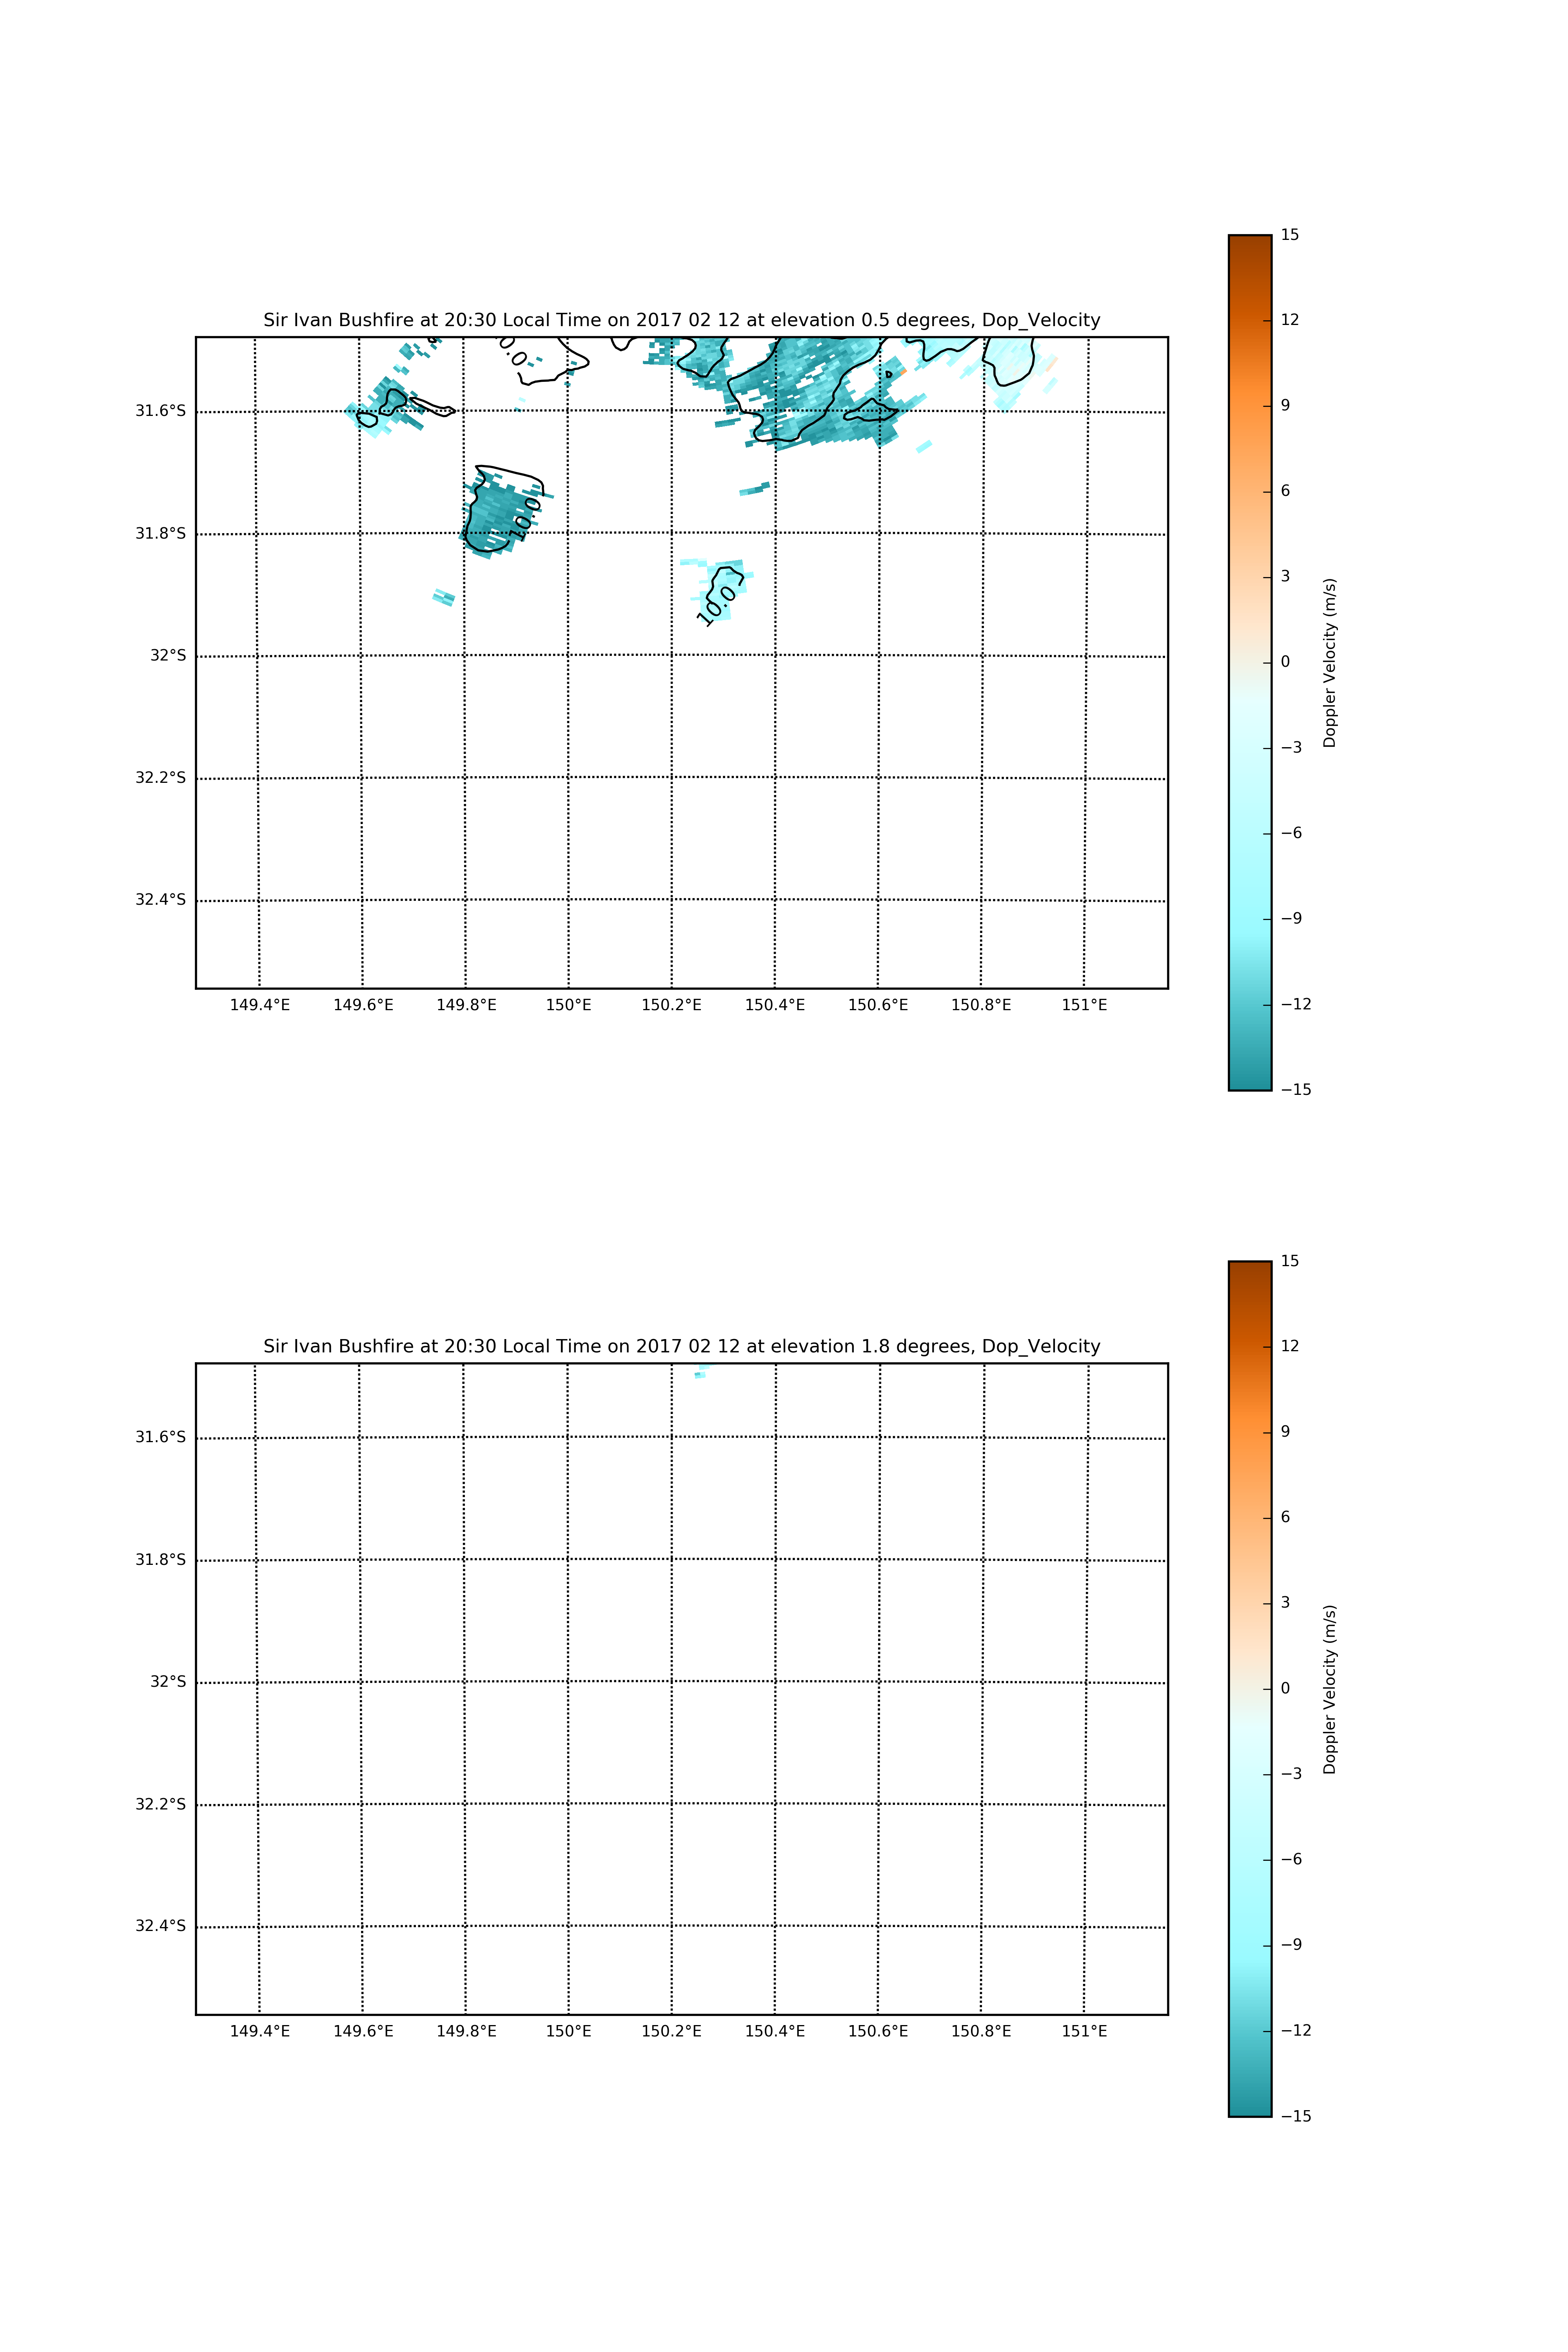 Sir Ivan Bushfire at 20:30 Local Time on 2017 02 12 at elevation 0.5 degrees, Dop_Velocity
31.6°S
31.8°S
32°S
32.2°S
32.4°S
149.4°E 149.6°E 149.8°E 150°E 150.2°E 150.4°E 150.6°E 150.8°E 151°E
10.0
10.0
15
12
9
6
3
0
−3
−6
−9
−12
−15
Doppler Velocity (m/s)
Sir Ivan Bushfire at 20:30 Local Time on 2017 02 12 at elevation 1.8 degrees, Dop_Velocity
31.6°S
31.8°S
32°S
32.2°S
32.4°S
149.4°E 149.6°E 149.8°E 150°E 150.2°E 150.4°E 150.6°E 150.8°E 151°E
15
12
9
6
3
0
−3
−6
−9
−12
−15
Doppler Velocity (m/s)